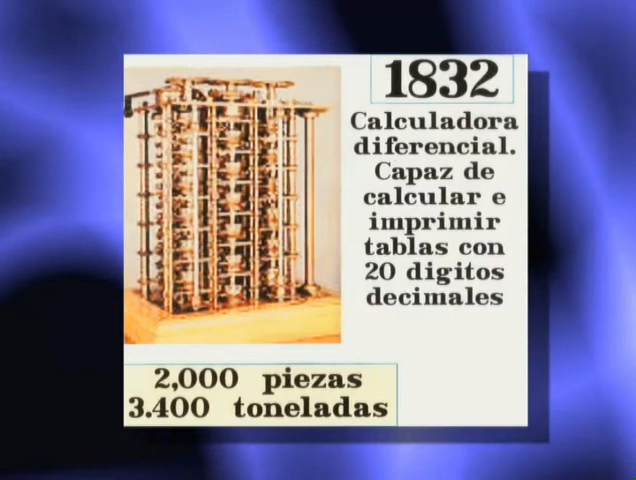 1832
Calculadora
diferencial.
Capaz de
calcular e
imprimir
tablas con
20 digitos
decimales
2,000 piezas
3.400 toneladas